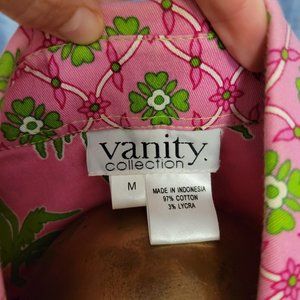 vanity.
collection
M
MADE IN INDONESIA
97% COTTON
3% LYCRA